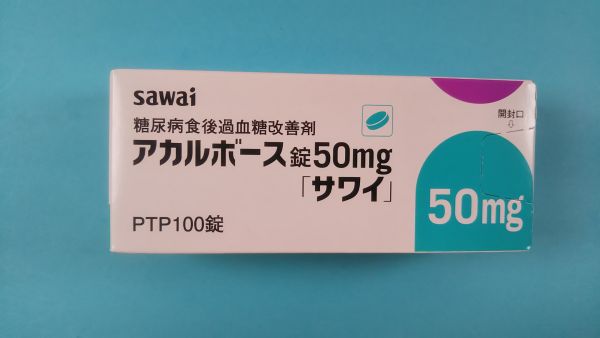 sawai
糖尿病食後過血糖改善剤
アカルボース錠50mg
「サワイ」
PTP100錠
開封口
⇩
50mg